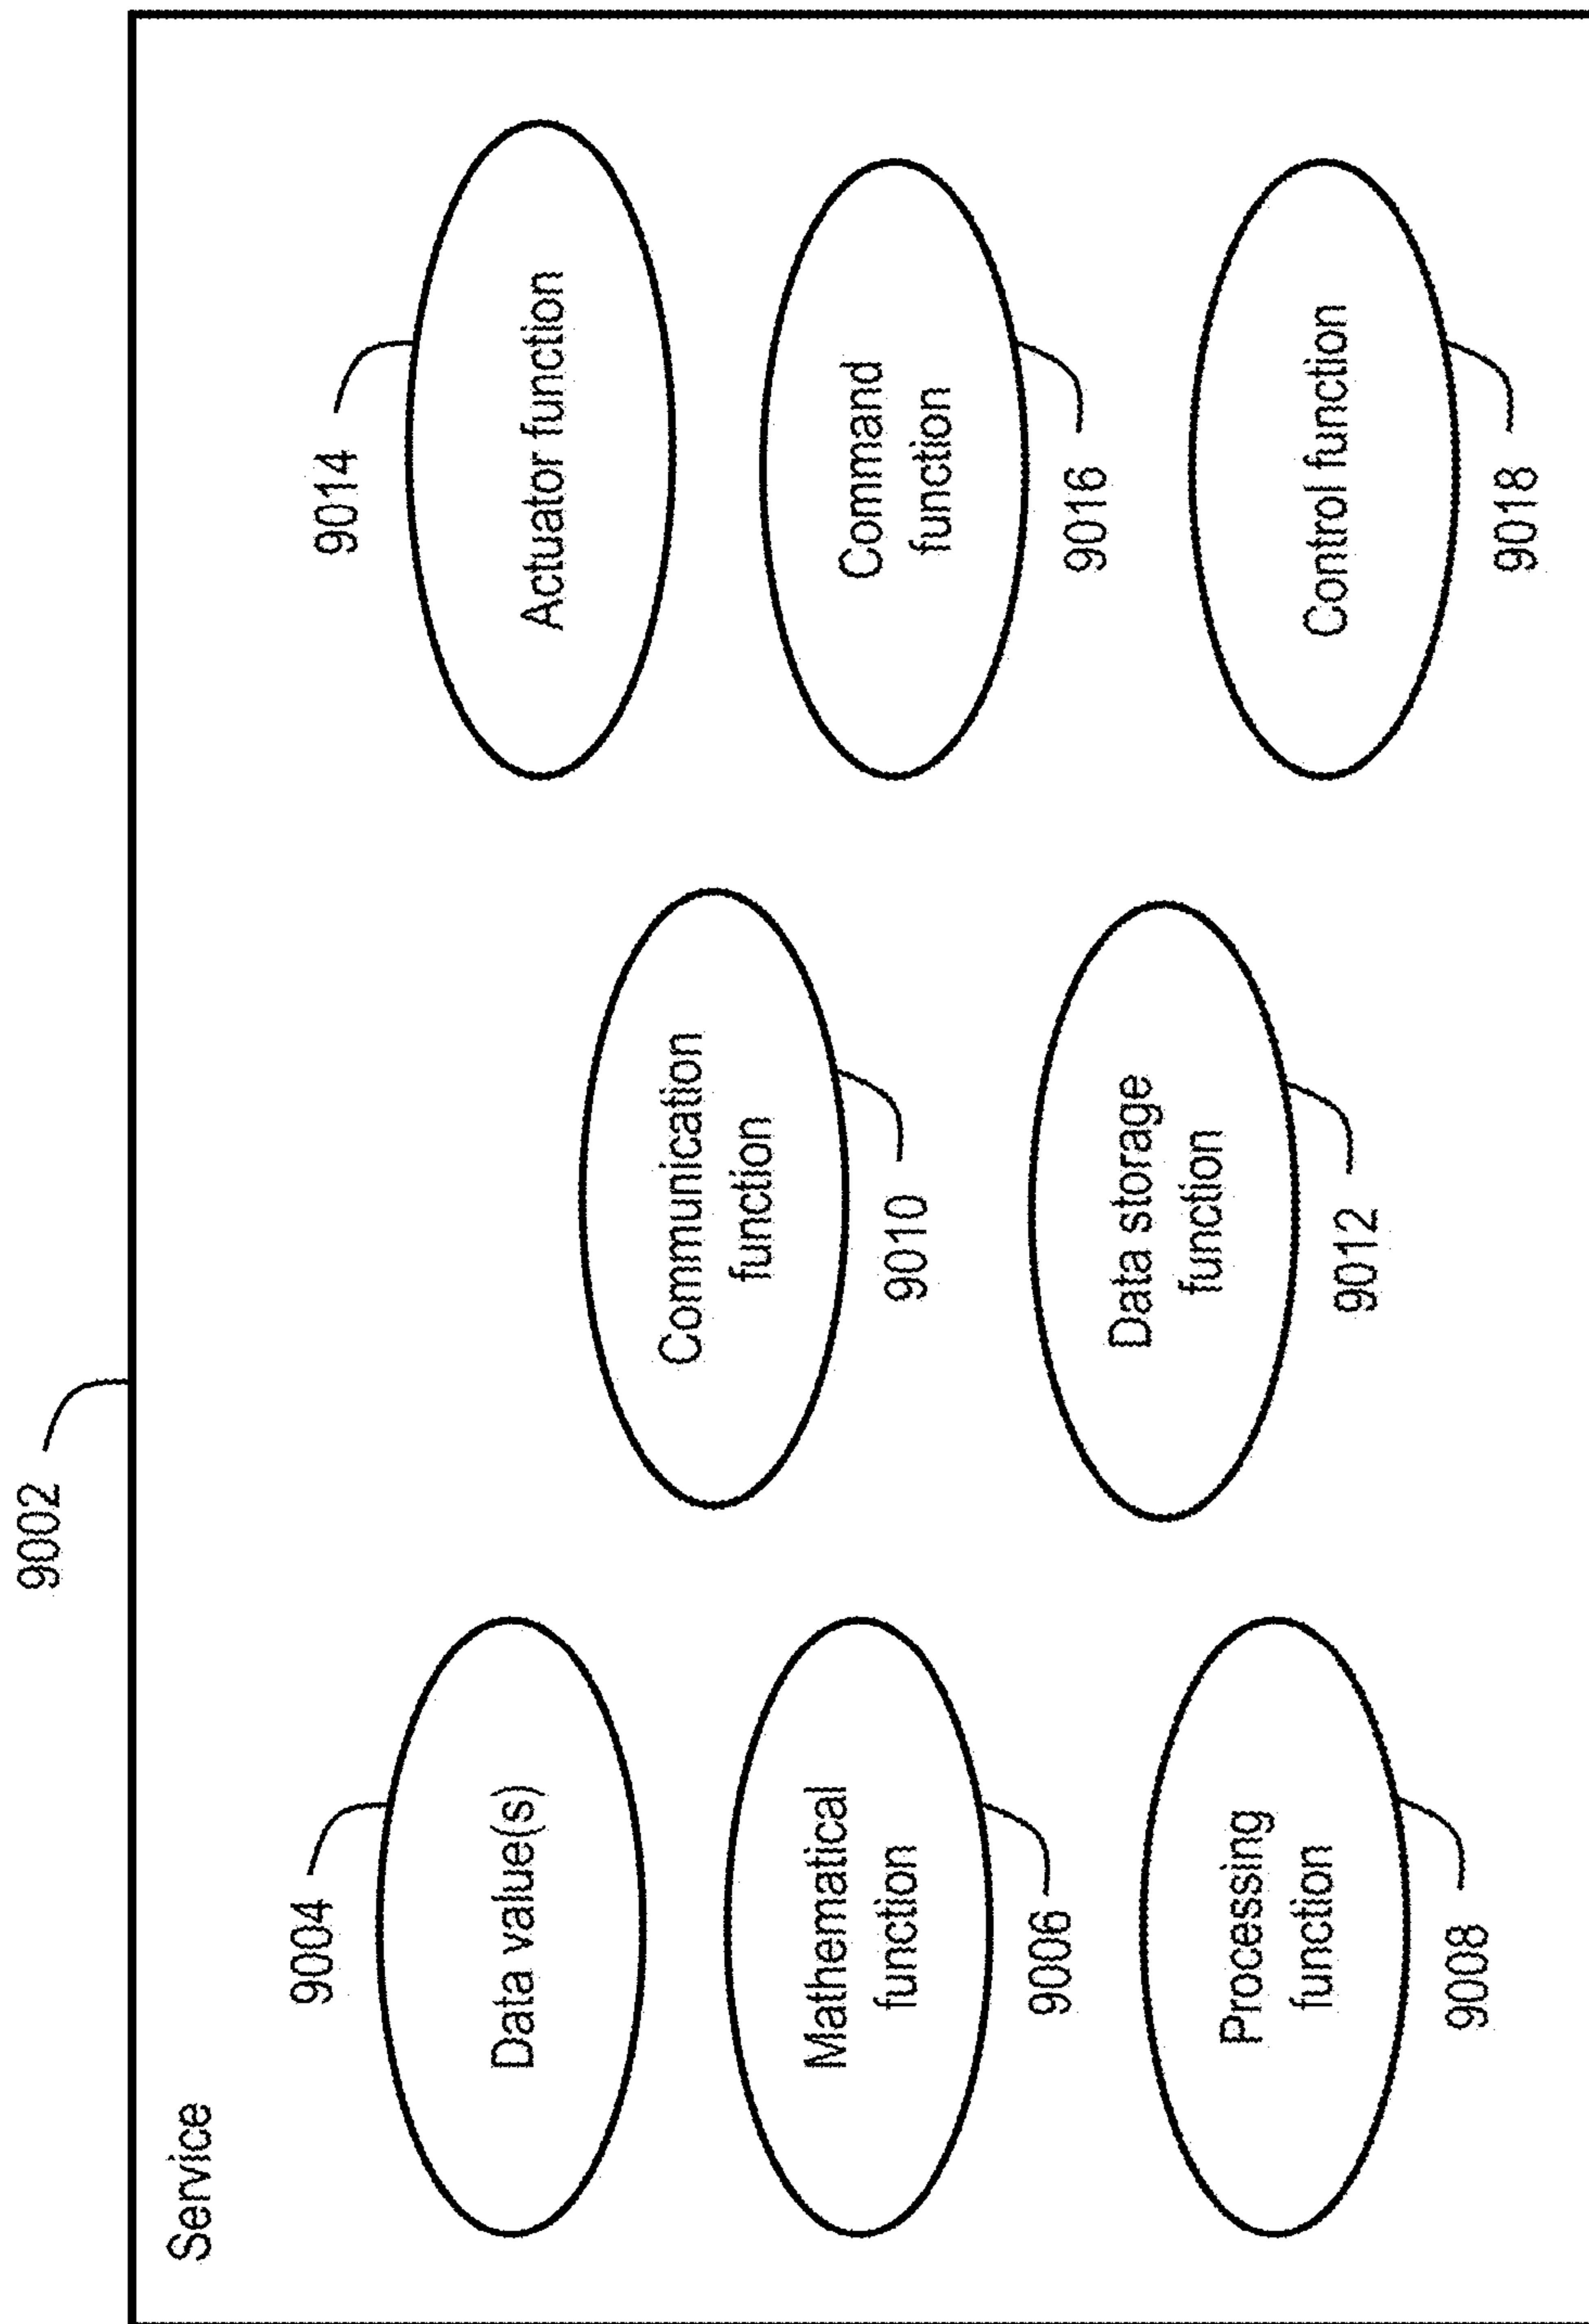 9002
Service
9004
Data value(s)
Mathematical
function
9006
Processing
function
9008
Communication
function
9010
Data storage
function
9012
9014
Actuator function
Command
function
9016
Control function
9018